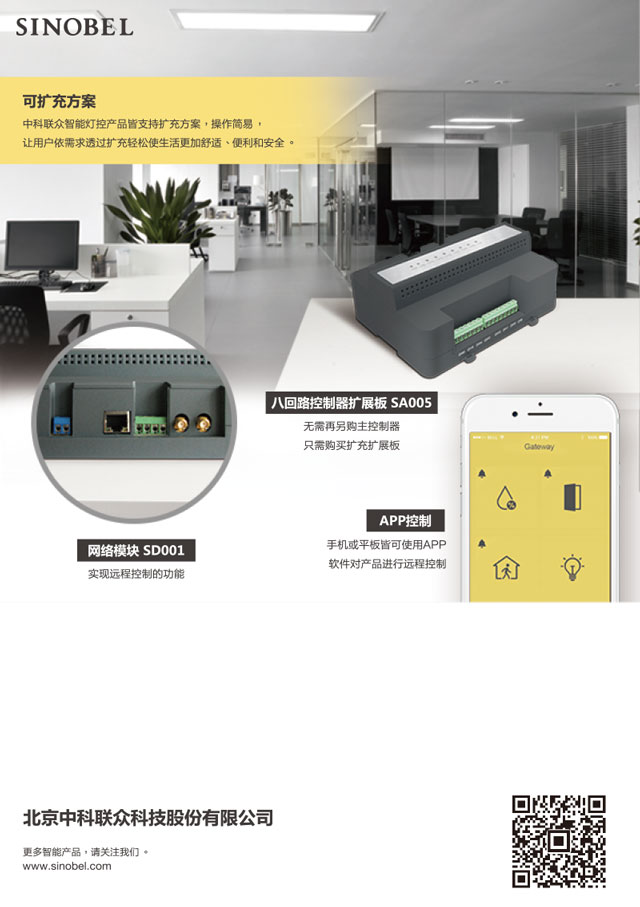 SINOBEL
可扩充方案
中科联众智能灯控产品皆支持扩充方案，操作简易，
让用户依需求透过扩充轻松使生活更加舒适、便利和安全。
八回路控制器扩展板 SA005
无需再另购主控制器
只需购买扩充扩展板
Gateway
APP控制
手机或平板皆可使用APP
软件对产品进行远程控制
网络模块 SD001
实现远程控制的功能
北京中科联众科技股份有限公司
更多智能产品，请关注我们。
www.sinobel.com